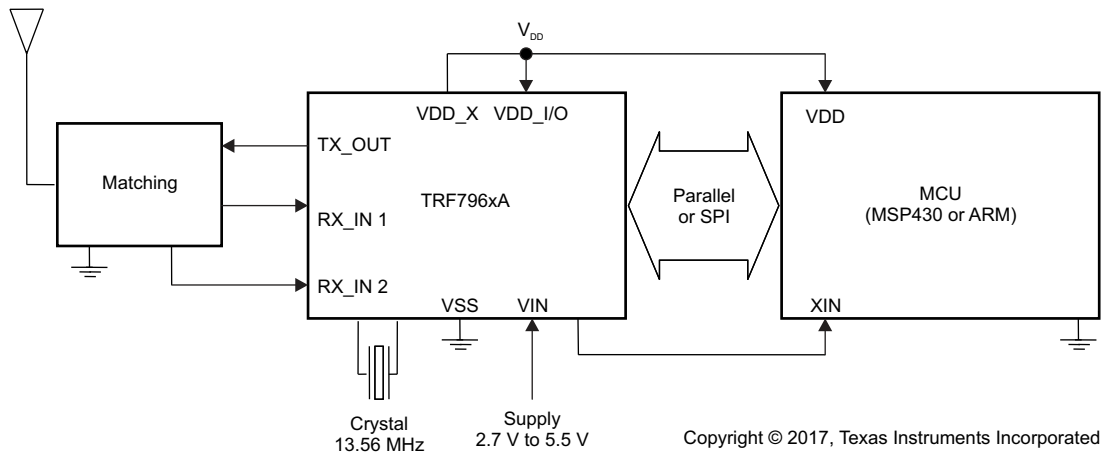 VDD
VDD_X
VDD_I/O
VDD
TX_OUT
Matching
TRF796xA
Parallel
or SPI
MCU
(MSP430 or ARM)
RX_IN 1
RX_IN 2
VSS
VIN
XIN
Crystal
13.56 MHz
Supply
2.7 V to 5.5 V
Copyright © 2017, Texas Instruments Incorporated